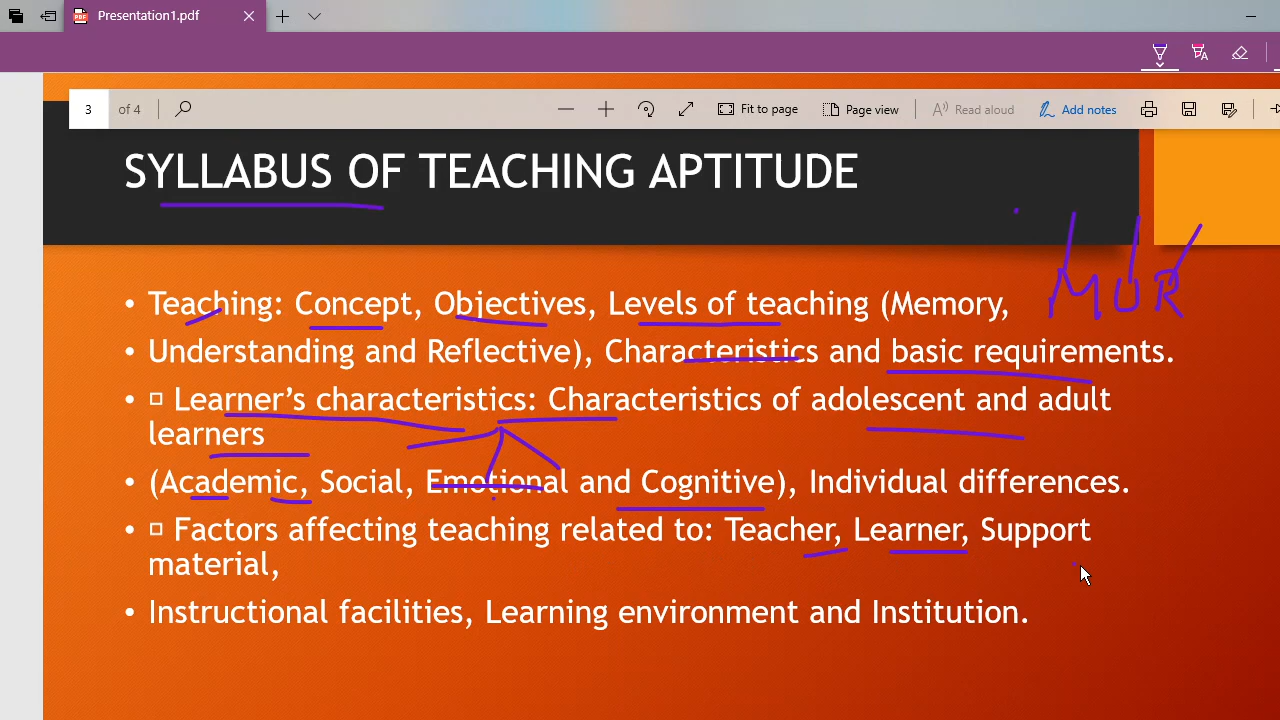 Presentation1.pdf
3 of 4 Fit to page Page view Read aloud Add notes
SYLLABUS OF TEACHING APTITUDE
MUR
• Teaching: Concept, Objectives, Levels of teaching (Memory,
• Understanding and Reflective), Characteristics and basic requirements.
• □ Learner's characteristics: Characteristics of adolescent and adult
learners
• (Academic, Social, Emotional and Cognitive), Individual differences.
• □ Factors affecting teaching related to: Teacher, Learner, Support
material,
• Instructional facilities, Learning environment and Institution.